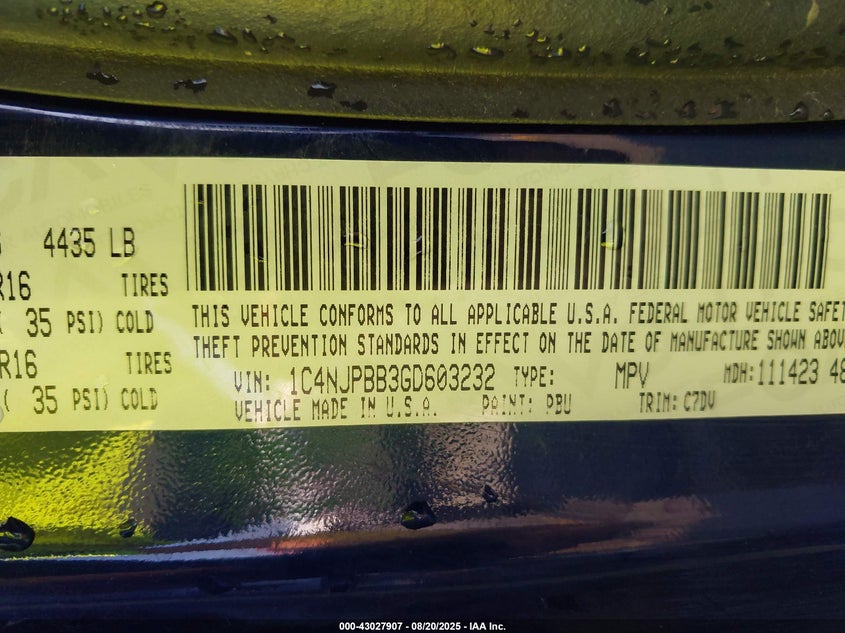 4435 LB
R16 TIRES
35 PSI) COLD
R16 TIRES
( 35 PSI) COLD
THIS VEHICLE CONFORMS TO ALL APPLICABLE U.S.A. FEDERAL MOTOR VEHICLE SAFET
THEFT PREVENTION STANDARDS IN EFFECT ON THE DATE OF MANUFACTURE SHOWN ABOV
VIN: 1C4NJPBB3GD603232 TYPE: MPV MDH: 111423 48
VEHICLE MADE IN U.S.A. PAINT: PBU TRIM: C7DV
000-43027907 - 08/20/2025 - IAA Inc.